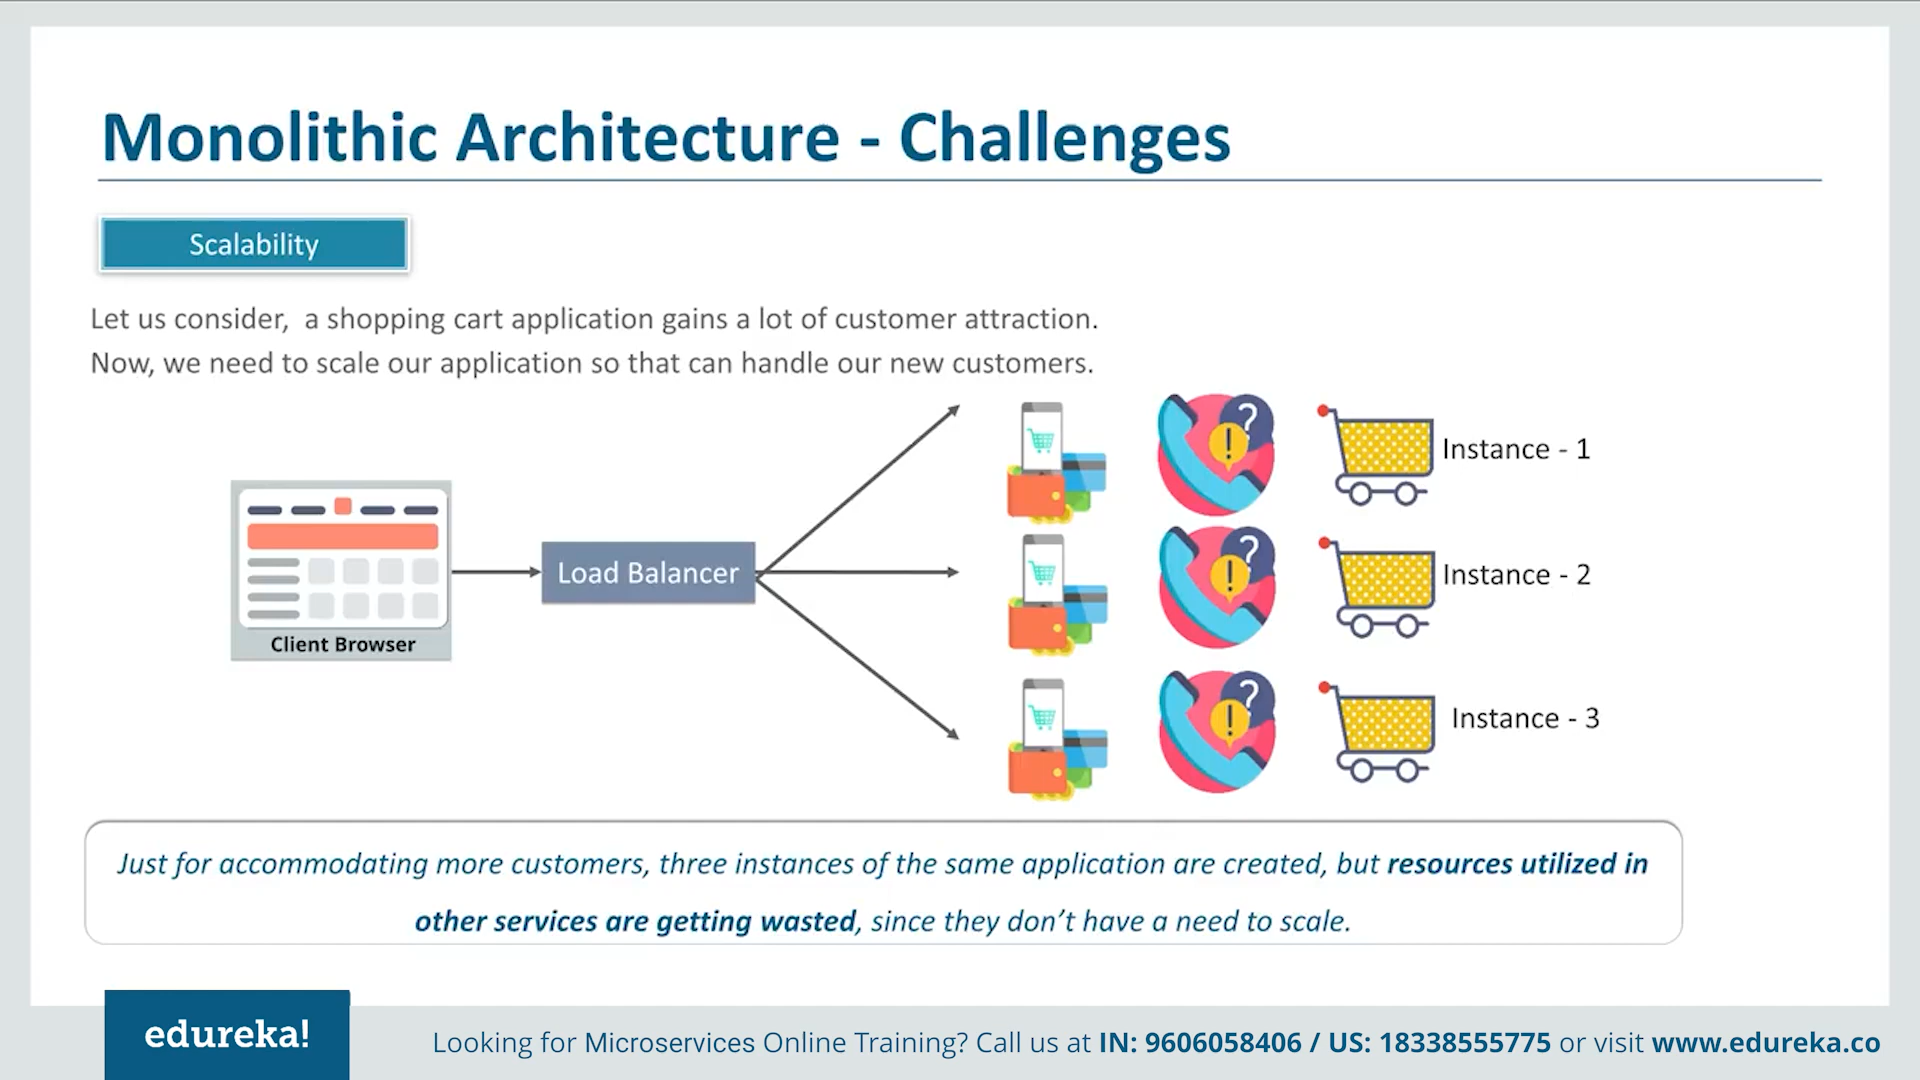 Monolithic Architecture - Challenges
Scalability
Let us consider,  a shopping cart application gains a lot of customer attraction.
Now, we need to scale our application so that can handle our new customers.
Client Browser
Load Balancer
? ! Instance - 1
? ! Instance - 2
? ! Instance - 3
Just for accommodating more customers, three instances of the same application are created, but resources utilized in
other services are getting wasted, since they don’t have a need to scale.
edureka!
Looking for Microservices Online Training? Call us at IN: 9606058406 / US: 18338555775 or visit www.edureka.co